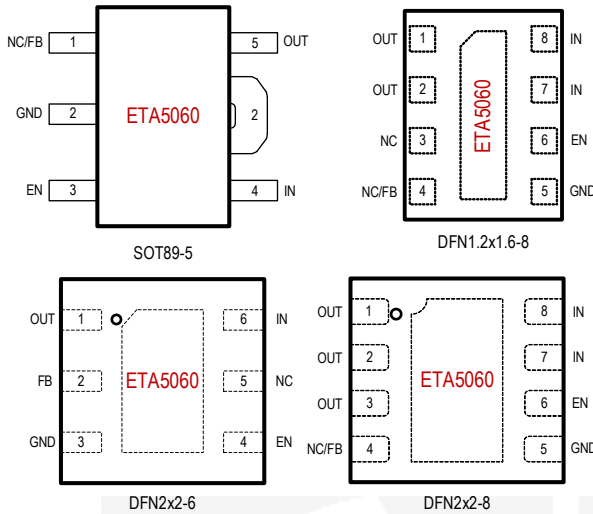 NC/FB 1 5 OUT
GND 2 ETA5060 2
EN 3 4 IN
SOT89-5
OUT 1 8 IN
OUT 2 7 IN
ETA5060
NC 3 6 EN
NC/FB 4 5 GND
DFN1.2x1.6-8
OUT 1 6 IN
FB 2 ETA5060 5 NC
GND 3 4 EN
DFN2x2-6
OUT 1 8 IN
OUT 2 7 IN
ETA5060
OUT 3 6 EN
NC/FB 4 5 GND
DFN2x2-8